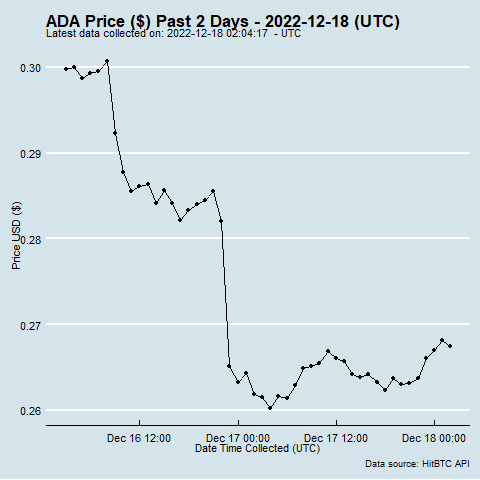 ADA Price ($) Past 2 Days - 2022-12-18 (UTC)
Latest data collected on: 2022-12-18 02:04:17 - UTC
0.30
0.29
0.28
0.27
0.26
Price USD ($)
Dec 16 12:00 Dec 17 00:00 Dec 17 12:00 Dec 18 00:00
Date Time Collected (UTC)
Data source: HitBTC API